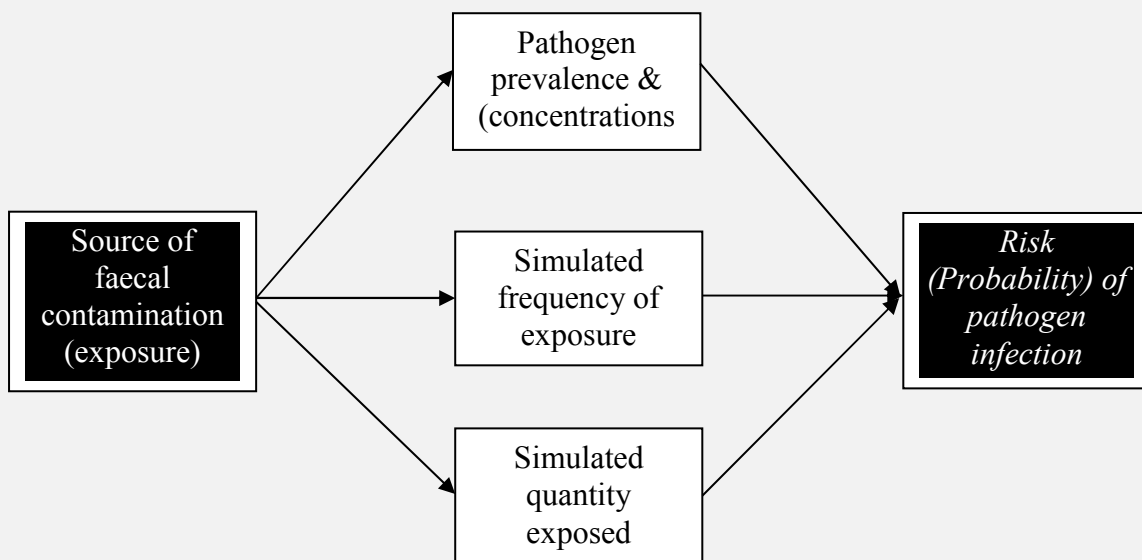 Pathogen
prevalence &
(concentrations
Source of
faecal
contamination
(exposure)
Simulated
frequency of
exposure
Risk
(Probability) of
pathogen
infection
Simulated
quantity
exposed